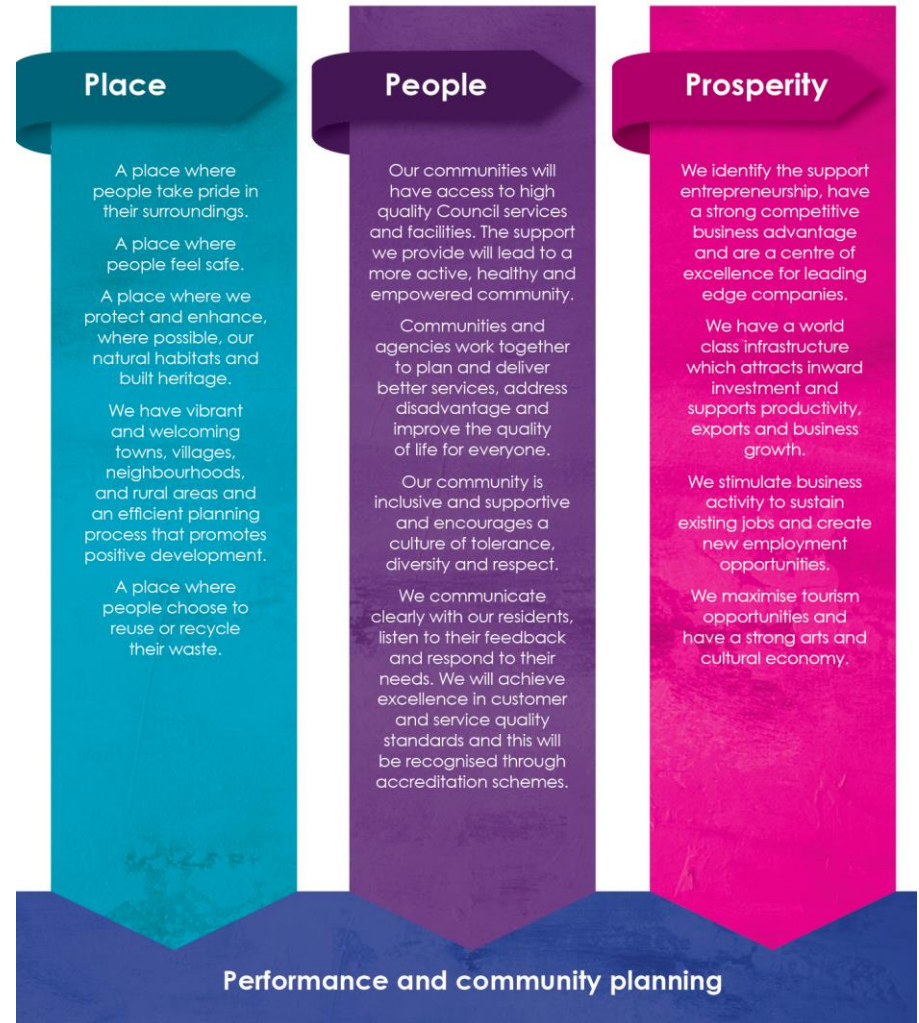 Place
A place where
people take pride in
their surroundings.
A place where
people feel safe.
A place where we
protect and enhance,
where possible, our
natural habitats and
built heritage.
We have vibrant
and welcoming
towns, villages,
neighbourhoods,
and rural areas and
an efficient planning
process that promotes
positive development.
A place where
people choose to
reuse or recycle
their waste.
People
Our communities will
have access to high
quality Council services
and facilities. The support
we provide will lead to a
more active, healthy and
empowered community.
Communities and
agencies work together
to plan and deliver
better services, address
disadvantage and
improve the quality
of life for everyone.
Our community is
inclusive and supportive
and encourages a
culture of tolerance,
diversity and respect.
We communicate
clearly with our residents,
listen to their feedback
and respond to their
needs. We will achieve
excellence in customer
and service quality
standards and this will
be recognised through
accreditation schemes.
Prosperity
We identify the support
entrepreneurship, have
a strong competitive
business advantage
and are a centre of
excellence for leading
edge companies.
We have a world
class infrastructure
which attracts inward
investment and
supports productivity,
exports and business
growth.
We stimulate business
activity to sustain
existing jobs and create
new employment
opportunities.
We maximise tourism
opportunities and
have a strong arts and
cultural economy.
Performance and community planning